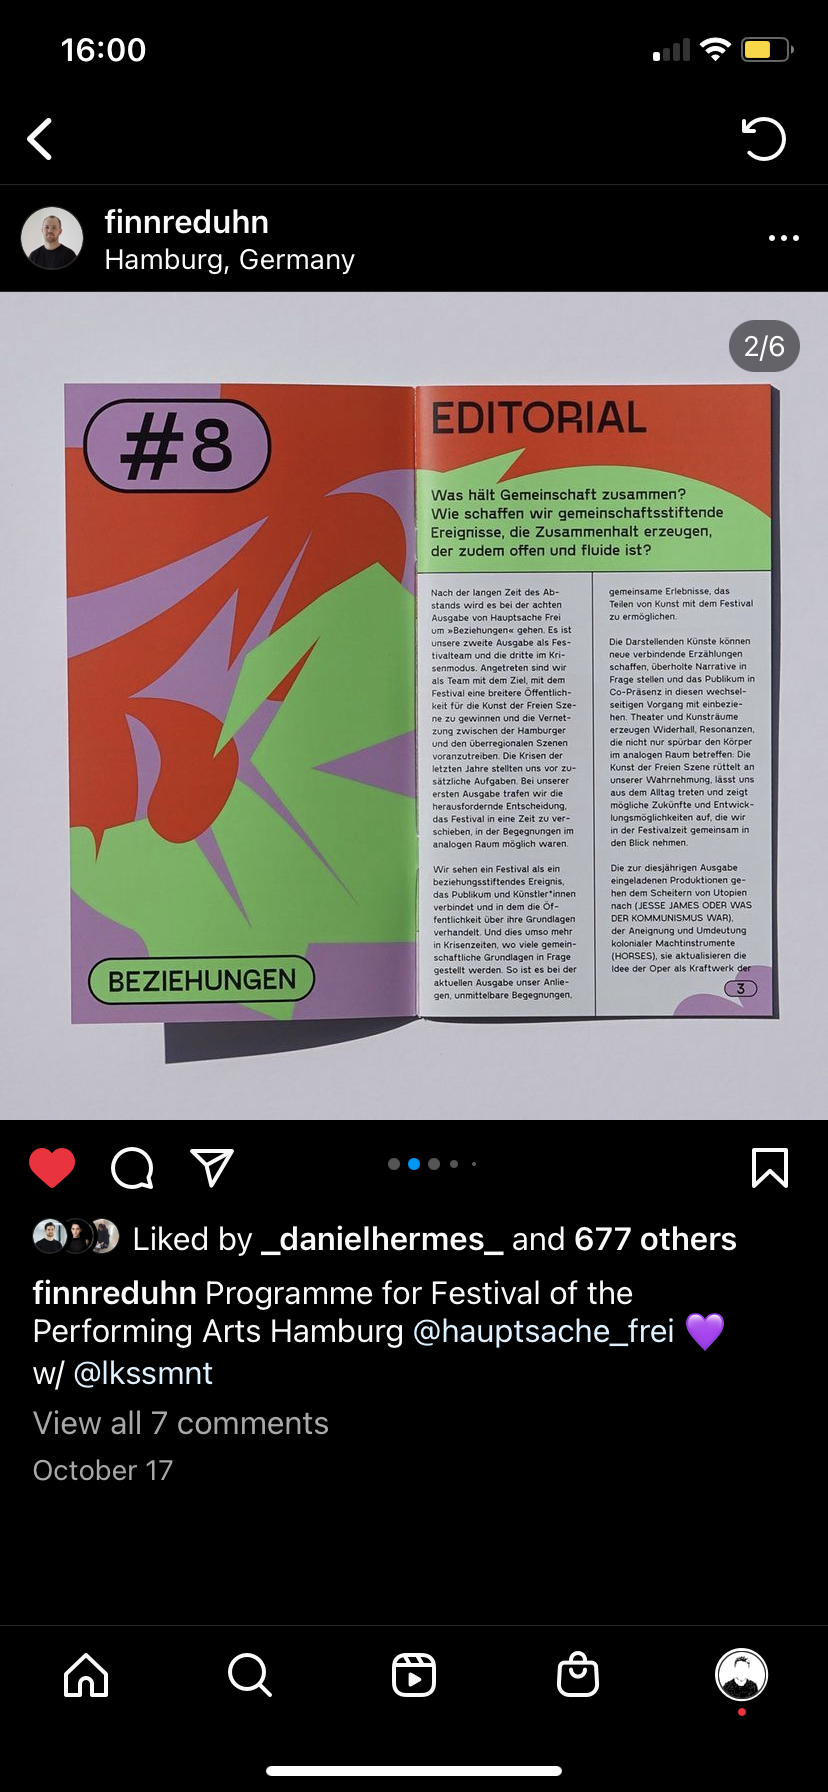 16:00
finnreduhn
Hamburg, Germany
2/6
#8
BEZIEHUNGEN
EDITORIAL
Was hält Gemeinschaft zusammen?
Wie schaffen wir gemeinschaftsstiftende
Ereignisse, die Zusammenhalt erzeugen,
der zudem offen und fluide ist?
Nach der langen Zeit des Ab-
stands wird es bei der achten
Ausgabe von Hauptsache Frei
um »Beziehungen« gehen. Es ist
unsere zweite Ausgabe als Fes-
tivalteam und die dritte im Kri-
senmodus. Angetreten sind wir
als Team mit dem Ziel, mit dem
Festival eine breitere Öffentlich-
keit für die Kunst der Freien Sze-
ne zu gewinnen und die Vernet-
zung zwischen der Hamburger
und den überregionalen Szenen
voranzutreiben. Die Krisen der
letzten Jahre stellten uns vor zu-
sätzliche Aufgaben. Bei unserer
ersten Ausgabe trafen wir die
herausfordernde Entscheidung,
das Festival in eine Zeit zu ver-
schieben, in der Begegnungen im
analogen Raum möglich waren.
Wir sehen ein Festival als ein
beziehungsstiftendes Ereignis,
das Publikum und Künstler*innen
verbindet und in dem die Öf-
fentlichkeit über ihre Grundlagen
verhandelt. Und dies umso mehr
in Krisenzeiten, wo viele gemein-
schaftliche Grundlagen in Frage
gestellt werden. So ist es bei der
aktuellen Ausgabe unser Anlie-
gen, unmittelbare Begegnungen,
gemeinsame Erlebnisse, das
Teilen von Kunst mit dem Festival
zu ermöglichen.
Die Darstellenden Künste können
neue verbindende Erzählungen
schaffen, überholte Narrative in
Frage stellen und das Publikum in
Co-Präsenz in diesen wechsel-
seitigen Vorgang mit einbezie-
hen. Theater und Kunsträume
erzeugen Widerhall, Resonanzen,
die nicht nur spürbar den Körper
im analogen Raum betreffen: Die
Kunst der Freien Szene rüttelt an
unserer Wahrnehmung, lässt uns
aus dem Alltag treten und zeigt
mögliche Zukünfte und Entwick-
lungsmöglichkeiten auf, die wir
in der Festivalzeit gemeinsam in
den Blick nehmen.
Die zur diesjährigen Ausgabe
eingeladenen Produktionen ge-
hen dem Scheitern von Utopien
nach (JESSE JAMES ODER WAS
DER KOMMUNISMUS WAR),
der Aneignung und Umdeutung
kolonialer Machtinstrumente
(HORSES), sie aktualisieren die
Idee der Oper als Kraftwerk der
3
Liked by _danielhermes_ and 677 others
finnreduhn Programme for Festival of the
Performing Arts Hamburg @hauptsache_frei 💜
w/ @lkssmnt
View all 7 comments
October 17